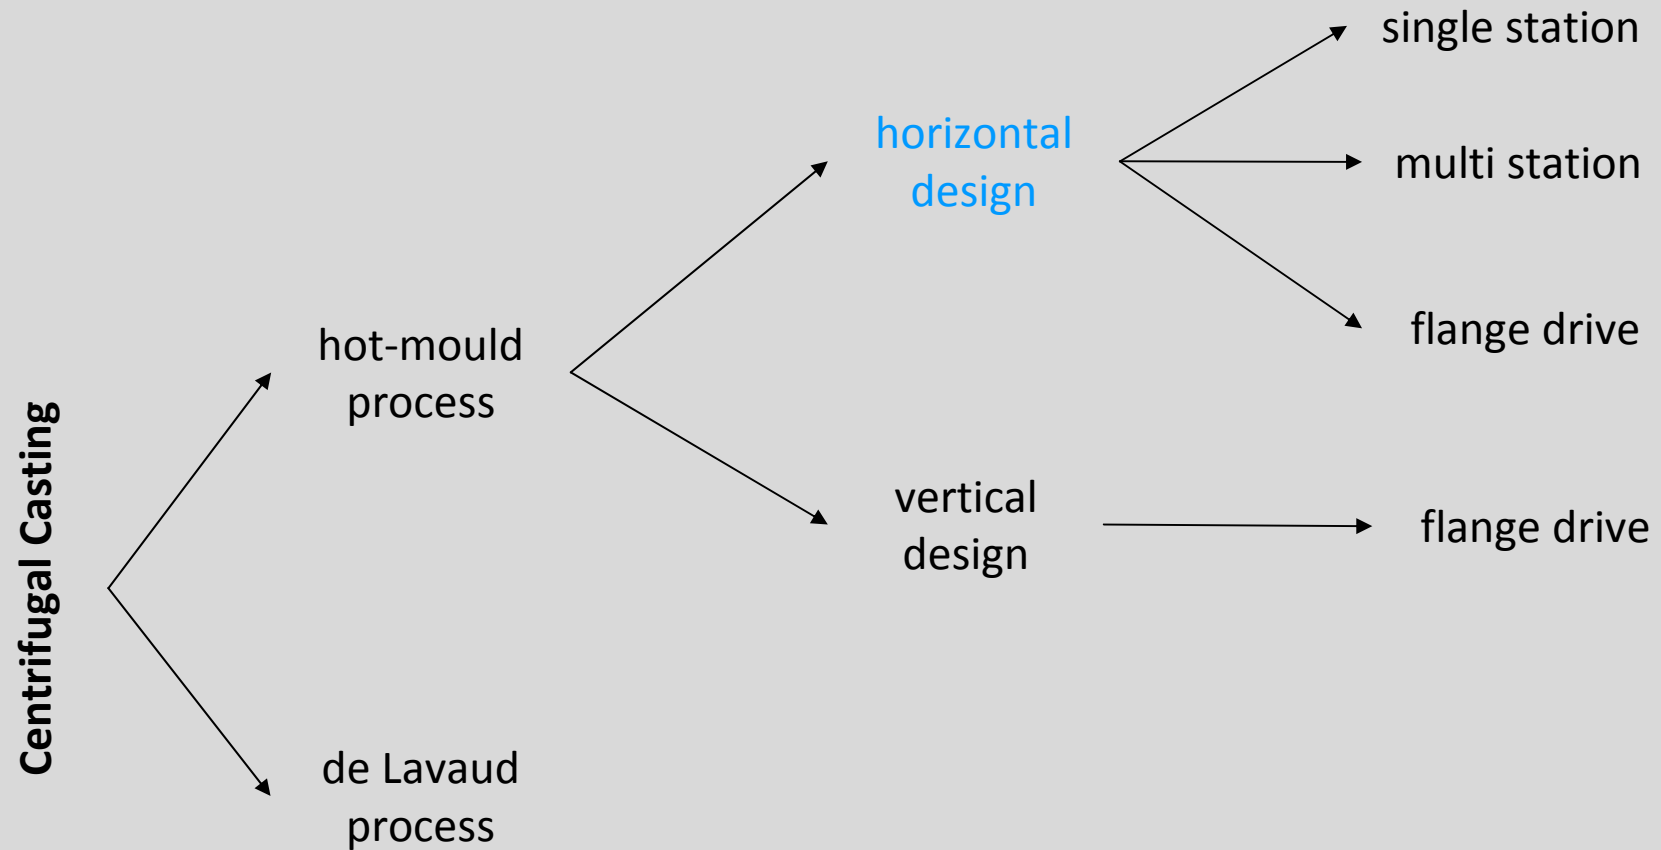 Centrifugal Casting
hot-mould
process
de Lavaud
process
horizontal
design
vertical
design
single station
multi station
flange drive
flange drive